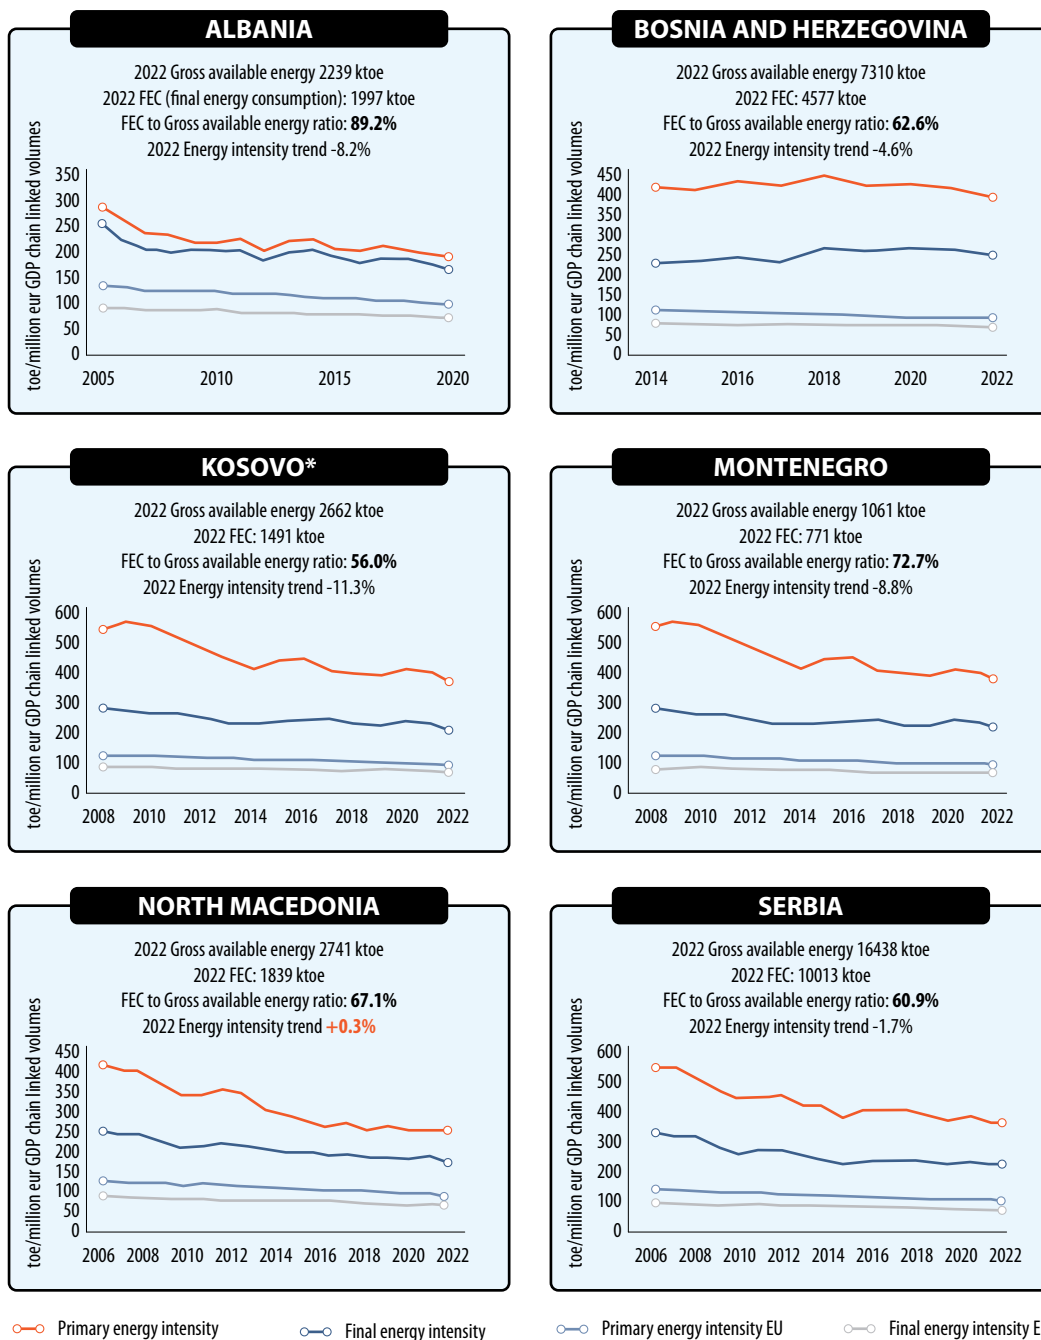 ALBANIA
2022 Gross available energy 2239 ktoe
2022 FEC (final energy consumption): 1997 ktoe
FEC to Gross available energy ratio: 89.2%
2022 Energy intensity trend -8.2%
toe/million eur GDP chain linked volumes
350
300
250
200
150
100
50
0
2005 2010 2015 2020
BOSNIA AND HERZEGOVINA
2022 Gross available energy 7310 ktoe
2022 FEC: 4577 ktoe
FEC to Gross available energy ratio: 62.6%
2022 Energy intensity trend -4.6%
toe/million eur GDP chain linked volumes
450
400
350
300
250
200
150
100
50
0
2014 2016 2018 2020 2022
KOSOVO*
2022 Gross available energy 2662 ktoe
2022 FEC: 1491 ktoe
FEC to Gross available energy ratio: 56.0%
2022 Energy intensity trend -11.3%
toe/million eur GDP chain linked volumes
600
500
400
300
200
100
0
2008 2010 2012 2014 2016 2018 2020 2022
MONTENEGRO
2022 Gross available energy 1061 ktoe
2022 FEC: 771 ktoe
FEC to Gross available energy ratio: 72.7%
2022 Energy intensity trend -8.8%
toe/million eur GDP chain linked volumes
600
500
400
300
200
100
0
2008 2010 2012 2014 2016 2018 2020 2022
NORTH MACEDONIA
2022 Gross available energy 2741 ktoe
2022 FEC: 1839 ktoe
FEC to Gross available energy ratio: 67.1%
2022 Energy intensity trend +0.3%
toe/million eur GDP chain linked volumes
450
400
350
300
250
200
150
100
50
0
2006 2008 2010 2012 2014 2016 2018 2020 2022
SERBIA
2022 Gross available energy 16438 ktoe
2022 FEC: 10013 ktoe
FEC to Gross available energy ratio: 60.9%
2022 Energy intensity trend -1.7%
toe/million eur GDP chain linked volumes
600
500
400
300
200
100
0
2006 2008 2010 2012 2014 2016 2018 2020 2022
Primary energy intensity
Final energy intensity
Primary energy intensity EU
Final energy intensity E